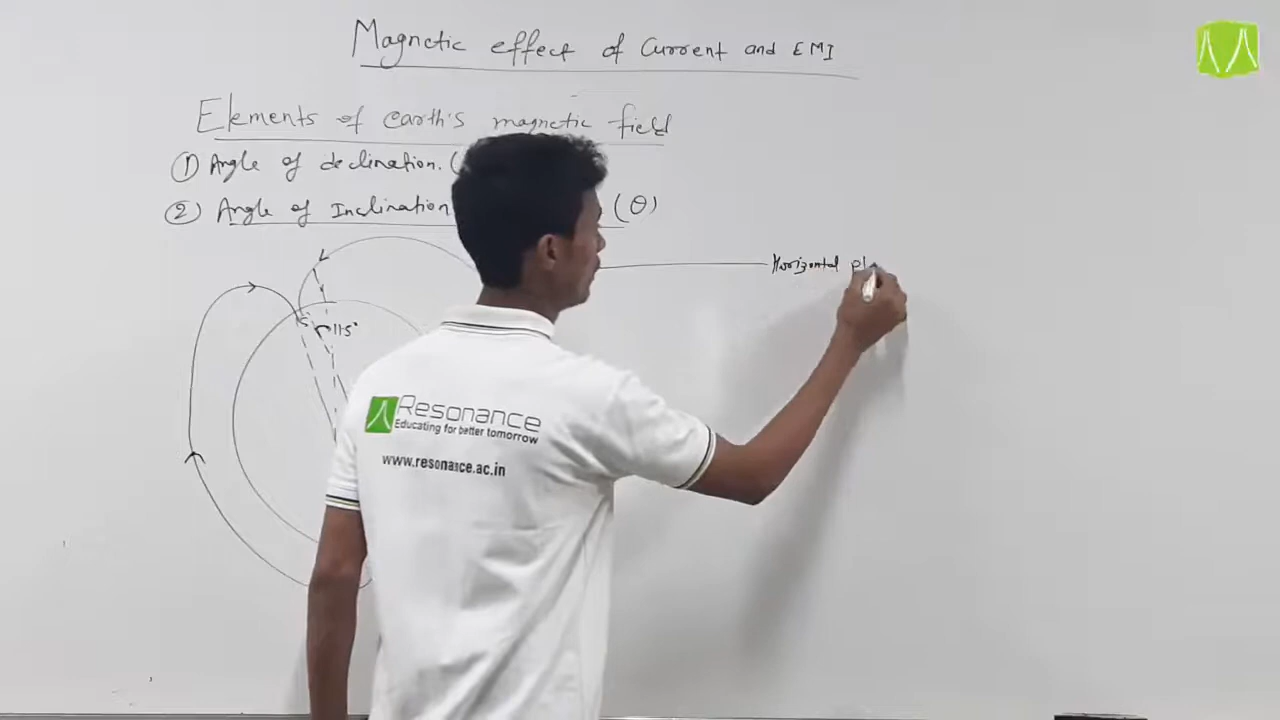 Magnetic effect of Current and EMI
Elements of earth's magnetic field
① Angle of declination. (
② Angle of Inclination (θ)
Horizontal pl
S
11.5°
Resonance
Educating for better tomorrow
www.resonance.ac.in